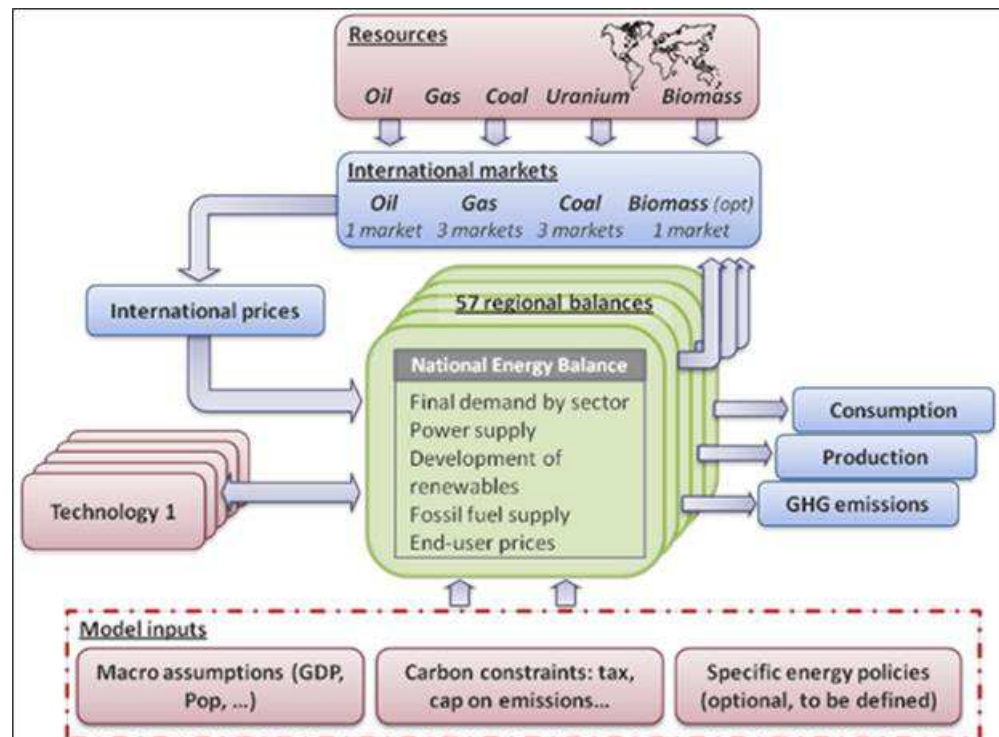 Resources
Oil Gas Coal Uranium Biomass
International markets
Oil Gas Coal Biomass (opt)
1 market 3 markets 3 markets 1 market
International prices
57 regional balances
National Energy Balance
Final demand by sector
Power supply
Development of
renewables
Fossil fuel supply
End-user prices
Consumption
Production
GHG emissions
Technology 1
Model inputs
Macro assumptions (GDP,
Pop, ...)
Carbon constraints: tax,
cap on emissions...
Specific energy policies
(optional, to be defined)